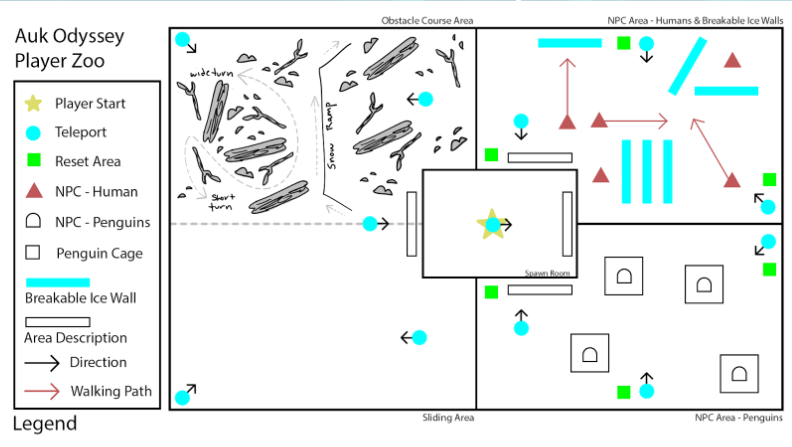 Auk Odyssey
Player Zoo
Player Start
Teleport
Reset Area
NPC - Human
NPC - Penguins
Penguin Cage
Breakable Ice Wall
Area Description
Direction
Walking Path
Legend
Obstacle Course Area
NPC Area - Humans & Breakable Ice Walls
wide turn
Snow Ramp
Short
turn
Spawn Room
Sliding Area
NPC Area - Penguins